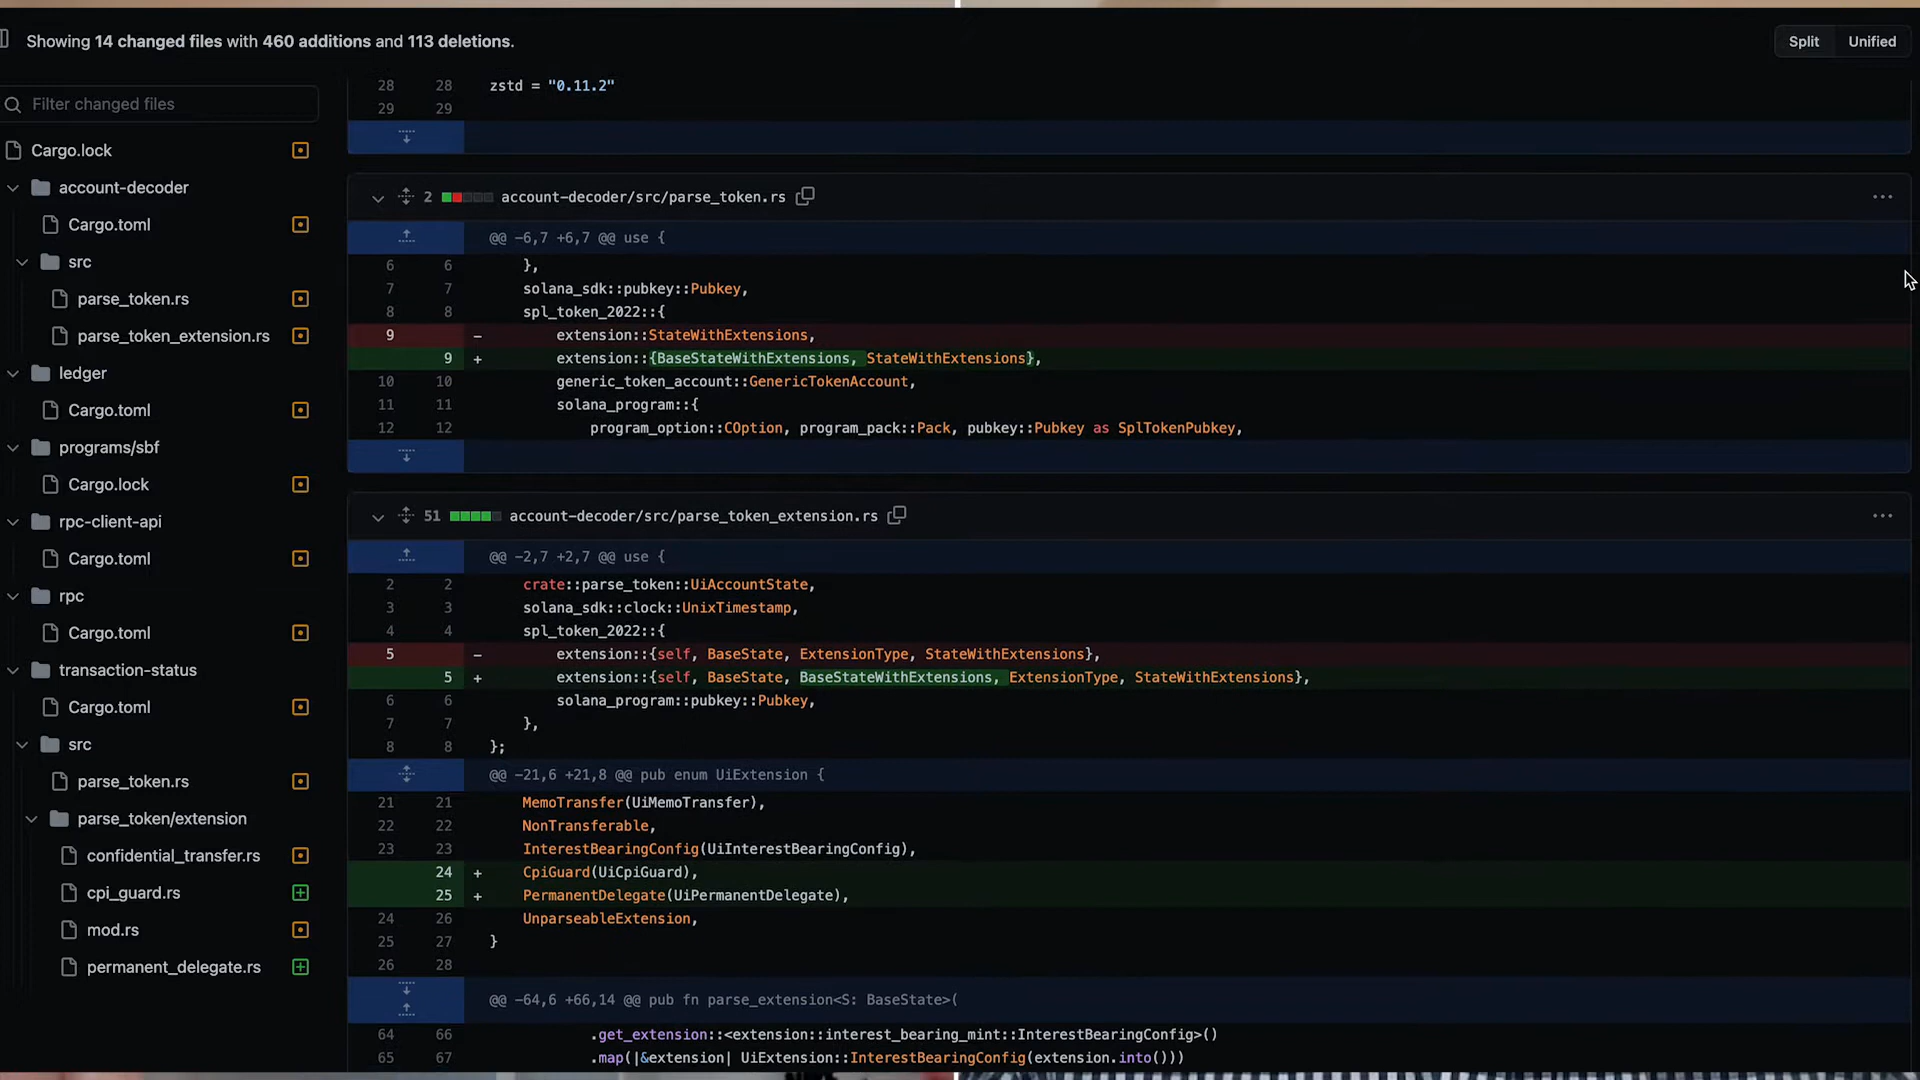 Showing 14 changed files with 460 additions and 113 deletions.
Split
Unified
Filter changed files
Cargo.lock
account-decoder
Cargo.toml
src
parse_token.rs
parse_token_extension.rs
ledger
Cargo.toml
programs/sbf
Cargo.lock
rpc-client-api
Cargo.toml
rpc
Cargo.toml
transaction-status
Cargo.toml
src
parse_token.rs
parse_token/extension
confidential_transfer.rs
cpi_guard.rs
mod.rs
permanent_delegate.rs
28 28 zstd = "0.11.2"
29 29
2 account-decoder/src/parse_token.rs
@@ -6,7 +6,7 @@ use {
6 6 },
7 7 solana_sdk::pubkey::Pubkey,
8 8 spl_token_2022::{
9 - extension::StateWithExtensions,
9 + extension::{BaseStateWithExtensions, StateWithExtensions},
10 10 generic_token_account::GenericTokenAccount,
11 11 solana_program::{
12 12 program_option::COption, program_pack::Pack, pubkey::Pubkey as SplTokenPubkey,
51 account-decoder/src/parse_token_extension.rs
@@ -2,7 +2,7 @@ use {
2 2 crate::parse_token::UiAccountState,
3 3 solana_sdk::clock::UnixTimestamp,
4 4 spl_token_2022::{
5 - extension::{self, BaseState, ExtensionType, StateWithExtensions},
5 + extension::{self, BaseState, BaseStateWithExtensions, ExtensionType, StateWithExtensions},
6 6 solana_program::pubkey::Pubkey,
7 7 },
8 8 };
@@ -21,6 +21,8 @@ pub enum UiExtension {
21 21 MemoTransfer(UiMemoTransfer),
22 22 NonTransferable,
23 23 InterestBearingConfig(UiInterestBearingConfig),
24 + CpiGuard(UiCpiGuard),
25 + PermanentDelegate(UiPermanentDelegate),
24 26 UnparseableExtension,
25 27 }
26 28
@@ -64,6 +66,14 @@ pub fn parse_extension<S: BaseState>(
64 66 .get_extension::<extension::interest_bearing_mint::InterestBearingConfig>()
65 67 .map(|&extension| UiExtension::InterestBearingConfig(extension.into()))